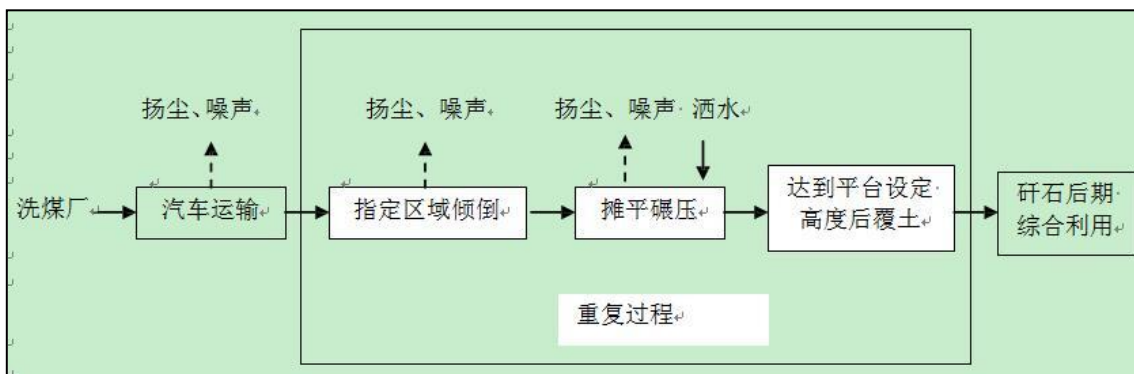 扬尘、噪声
扬尘、噪声
扬尘、噪声 洒水
洗煤厂
汽车运输
指定区域倾倒
摊平碾压
达到平台设定
高度后覆土
矸石后期
综合利用
重复过程